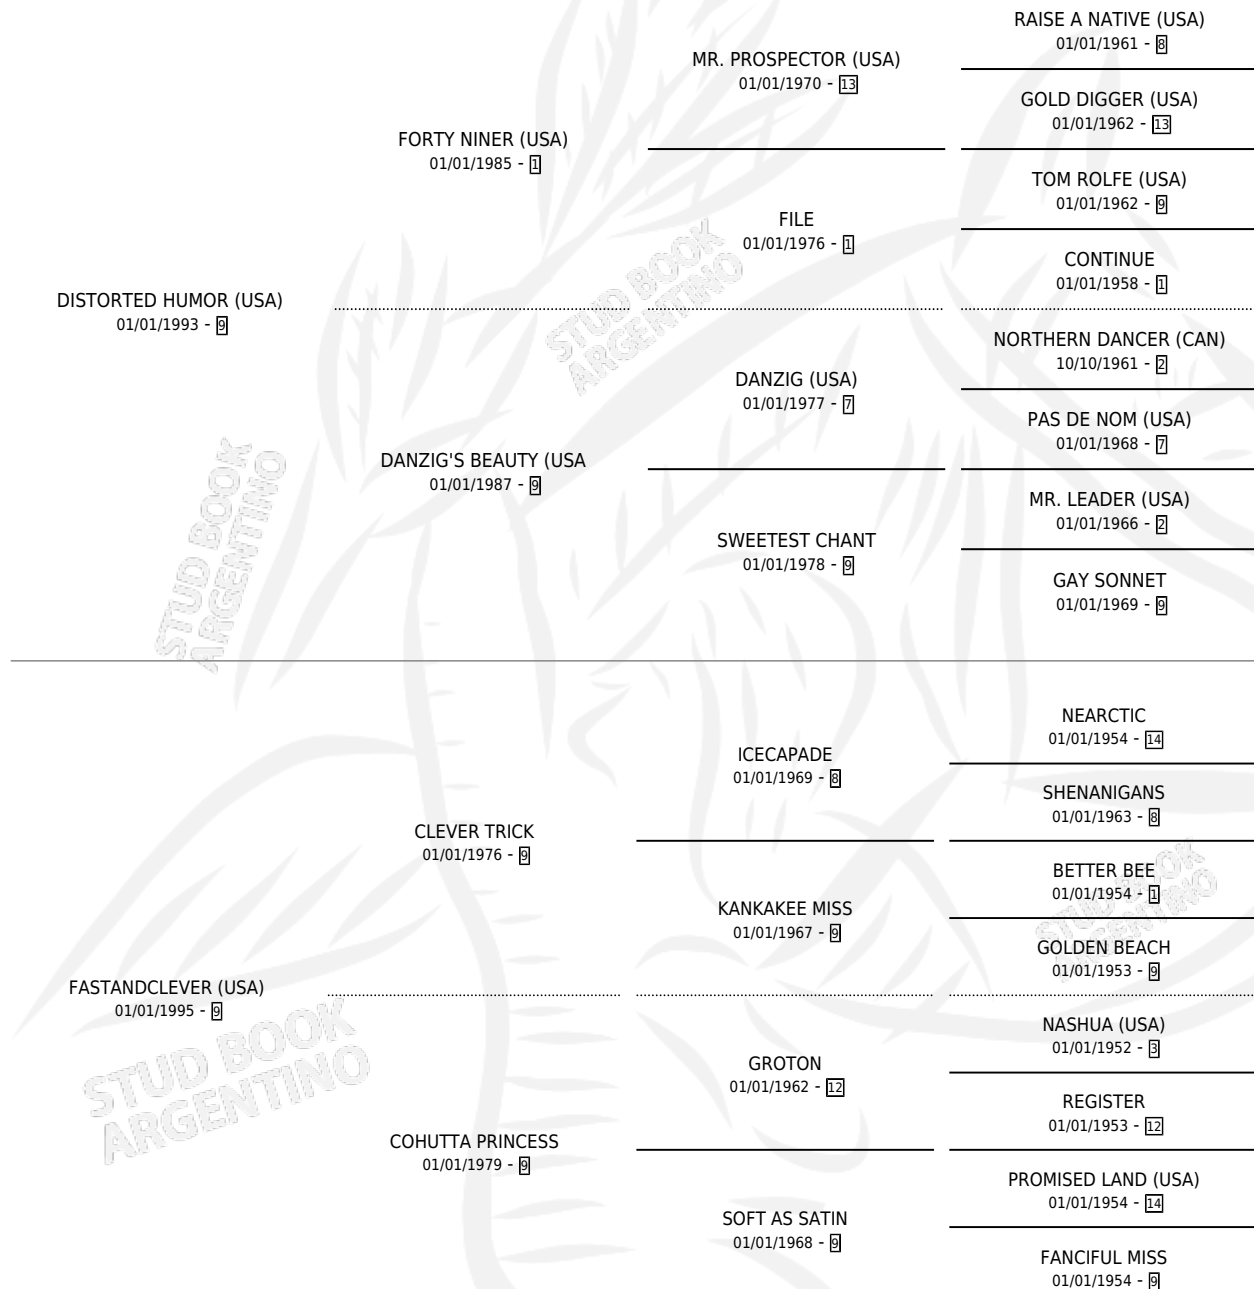 RAISE A NATIVE (USA)
01/01/1961 - 8
MR. PROSPECTOR (USA)
01/01/1970 - 13
GOLD DIGGER (USA)
01/01/1962 - 13
FORTY NINER (USA)
01/01/1985 - 1
TOM ROLFE (USA)
01/01/1962 - 9
FILE
01/01/1976 - 1
CONTINUE
01/01/1958 - 1
DISTORTED HUMOR (USA)
01/01/1993 - 9
NORTHERN DANCER (CAN)
10/10/1961 - 2
DANZIG (USA)
01/01/1977 - 7
PAS DE NOM (USA)
01/01/1968 - 7
DANZIG'S BEAUTY (USA
01/01/1987 - 9
MR. LEADER (USA)
01/01/1966 - 2
SWEETEST CHANT
01/01/1978 - 9
GAY SONNET
01/01/1969 - 9
NEARCTIC
01/01/1954 - 14
ICECAPADE
01/01/1969 - 8
SHENANIGANS
01/01/1963 - 8
CLEVER TRICK
01/01/1976 - 9
BETTER BEE
01/01/1954 - 1
KANKAKEE MISS
01/01/1967 - 9
GOLDEN BEACH
01/01/1953 - 9
FASTANDCLEVER (USA)
01/01/1995 - 9
NASHUA (USA)
01/01/1952 - 3
GROTON
01/01/1962 - 12
REGISTER
01/01/1953 - 12
COHUTTA PRINCESS
01/01/1979 - 9
PROMISED LAND (USA)
01/01/1954 - 14
SOFT AS SATIN
01/01/1968 - 9
FANCIFUL MISS
01/01/1954 - 9
STUD BOOK
ARGENTINO
STUD BOOK
ARGENTINO
STUD BOOK
ARGENTINO
STUD BOOK
ARGENTINO